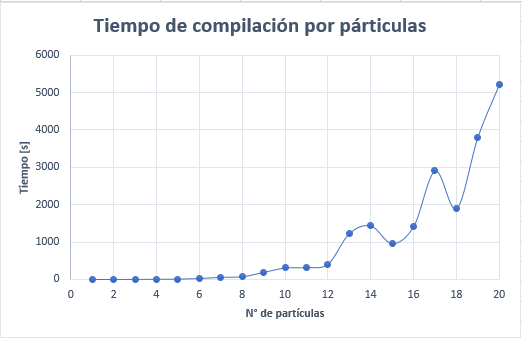 Tiempo de compilación por párticulas
6000
5000
4000
3000
2000
1000
0
Tiempo [s]
0 2 4 6 8 10 12 14 16 18 20
N° de partículas